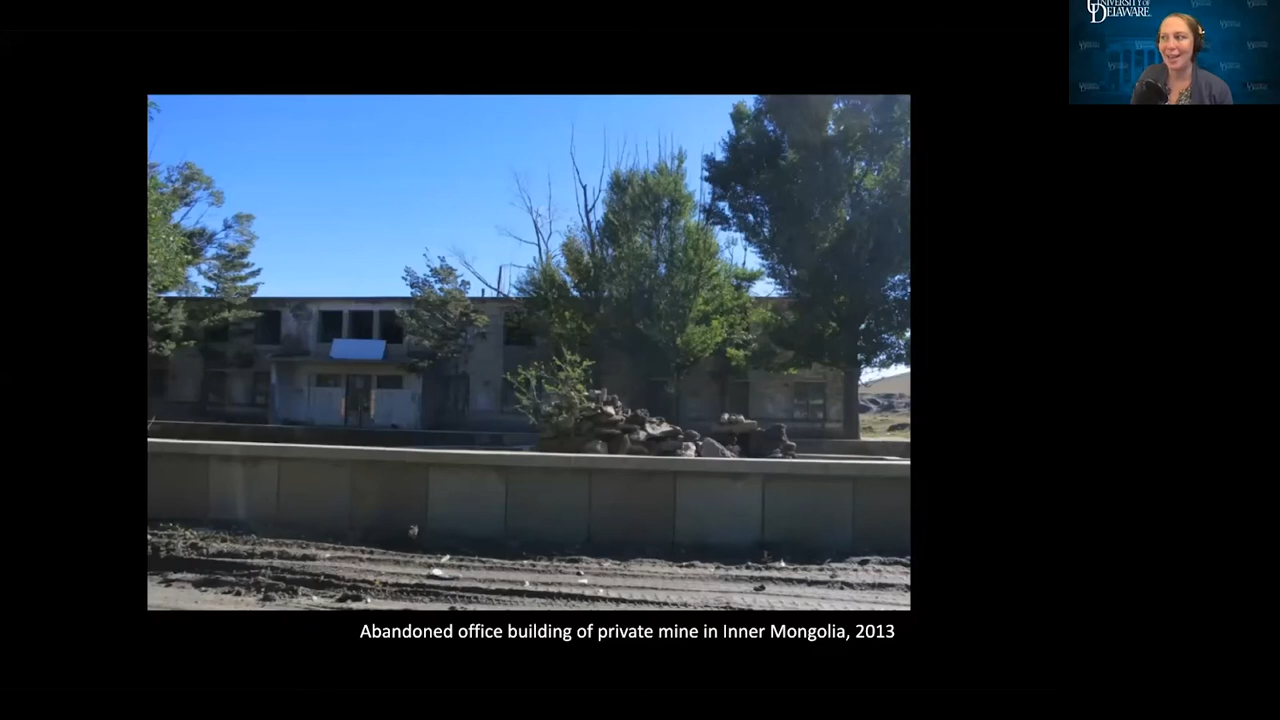 UNIVERSITY OF
DELAWARE
Abandoned office building of private mine in Inner Mongolia, 2013